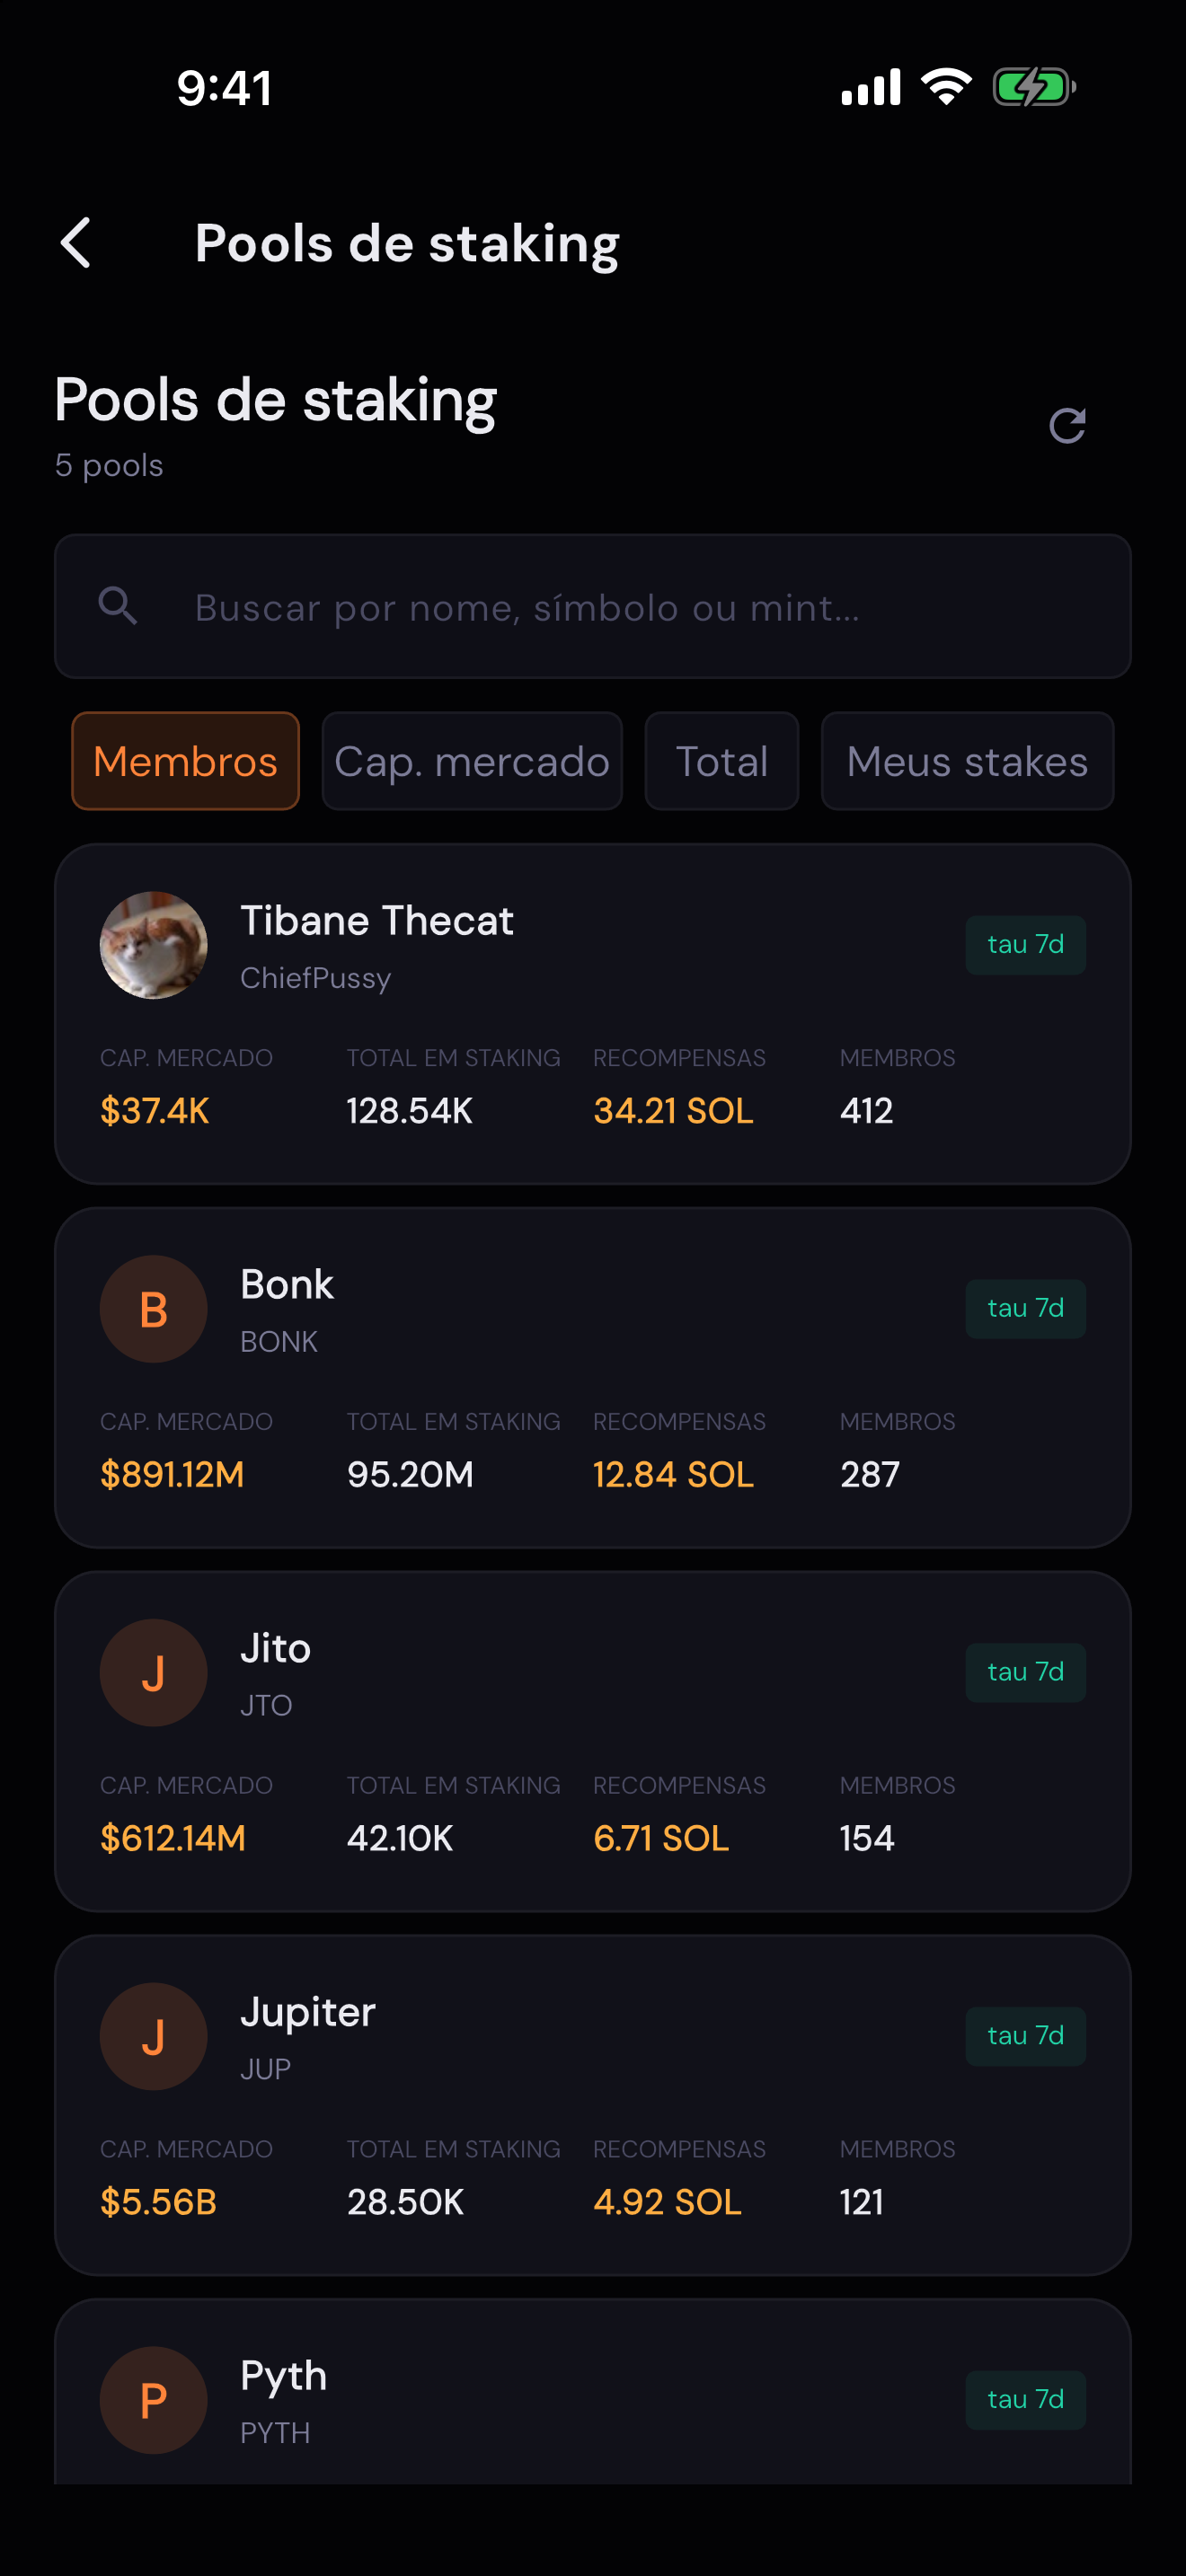 9:41
Pools de staking
Pools de staking
5 pools
Buscar por nome, símbolo ou mint...
Membros Cap. mercado Total Meus stakes
Tibane Thecat
ChiefPussy
tau 7d
CAP. MERCADO TOTAL EM STAKING RECOMPENSAS MEMBROS
$37.4K 128.54K 34.21 SOL 412
B
Bonk
BONK
tau 7d
CAP. MERCADO TOTAL EM STAKING RECOMPENSAS MEMBROS
$891.12M 95.20M 12.84 SOL 287
J
Jito
JTO
tau 7d
CAP. MERCADO TOTAL EM STAKING RECOMPENSAS MEMBROS
$612.14M 42.10K 6.71 SOL 154
J
Jupiter
JUP
tau 7d
CAP. MERCADO TOTAL EM STAKING RECOMPENSAS MEMBROS
$5.56B 28.50K 4.92 SOL 121
P
Pyth
PYTH
tau 7d